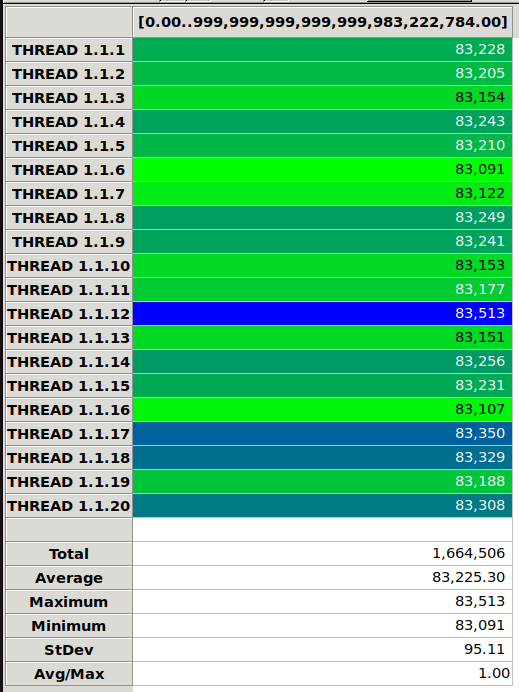 [0.00..999,999,999,999,999,983,222,784.00]
THREAD 1.1.1 83,228
THREAD 1.1.2 83,205
THREAD 1.1.3 83,154
THREAD 1.1.4 83,243
THREAD 1.1.5 83,210
THREAD 1.1.6 83,091
THREAD 1.1.7 83,122
THREAD 1.1.8 83,249
THREAD 1.1.9 83,241
THREAD 1.1.10 83,153
THREAD 1.1.11 83,177
THREAD 1.1.12 83,513
THREAD 1.1.13 83,151
THREAD 1.1.14 83,256
THREAD 1.1.15 83,231
THREAD 1.1.16 83,107
THREAD 1.1.17 83,350
THREAD 1.1.18 83,329
THREAD 1.1.19 83,188
THREAD 1.1.20 83,308
Total 1,664,506
Average 83,225.30
Maximum 83,513
Minimum 83,091
StDev 95.11
Avg/Max 1.00